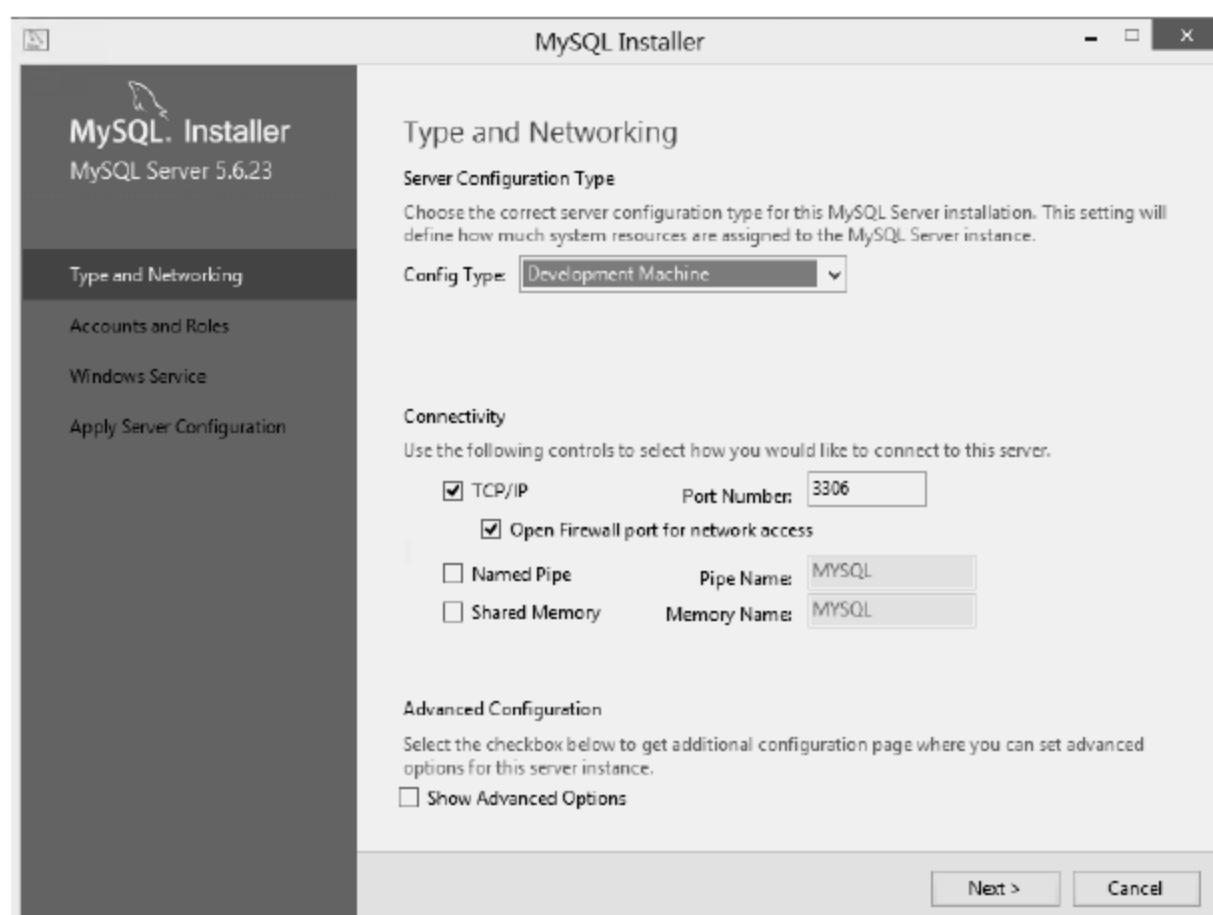 MySQL Installer
MySQL. Installer
MySQL Server 5.6.23
Type and Networking
Accounts and Roles
Windows Service
Apply Server Configuration
Type and Networking
Server Configuration Type
Choose the correct server configuration type for this MySQL Server installation. This setting will
define how much system resources are assigned to the MySQL Server instance.
Config Type: Development Machine
Connectivity
Use the following controls to select how you would like to connect to this server.
TCP/IP Port Number: 3306
Open Firewall port for network access
Named Pipe Pipe Name: MYSQL
Shared Memory Memory Name: MYSQL
Advanced Configuration
Select the checkbox below to get additional configuration page where you can set advanced
options for this server instance.
Show Advanced Options
Next > Cancel